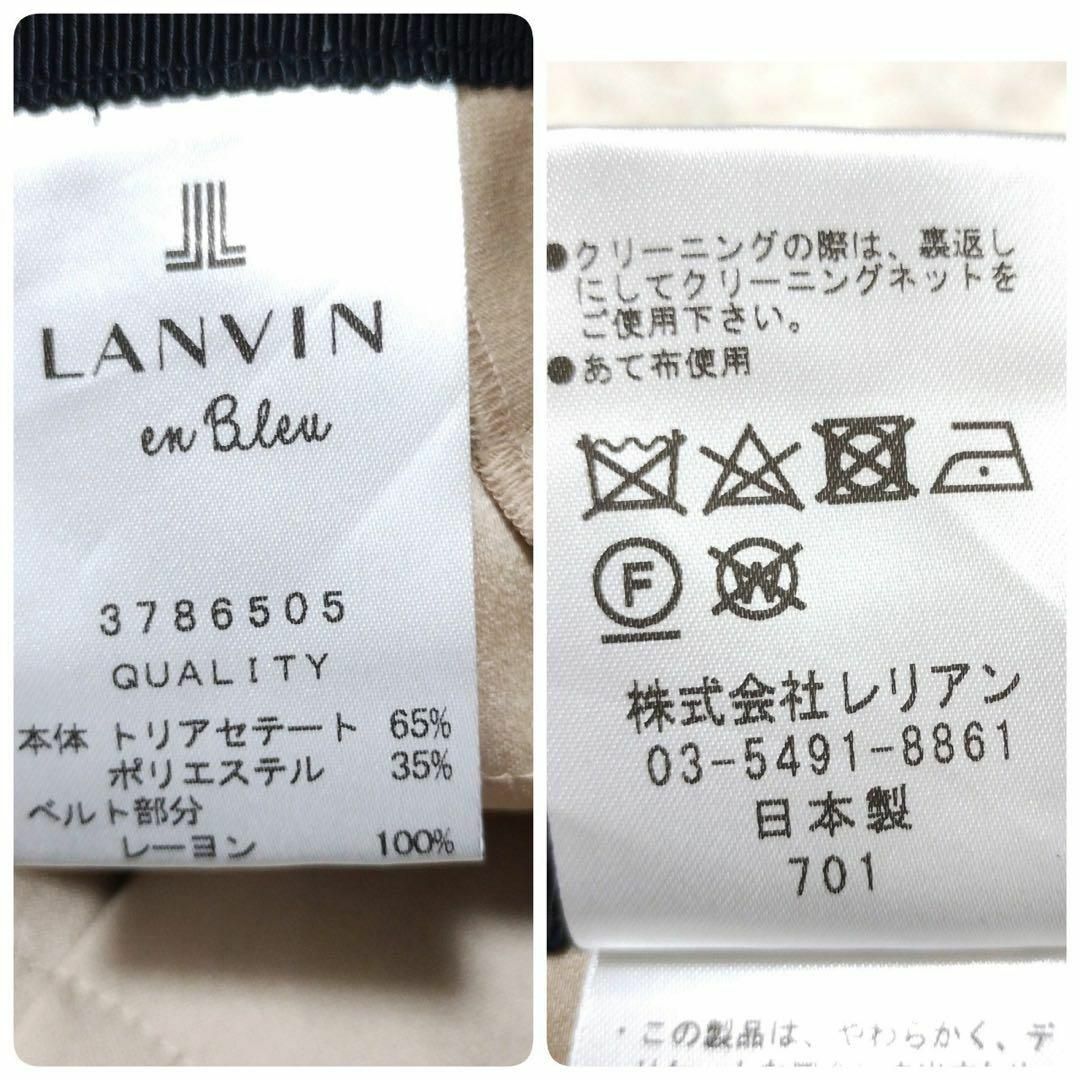 LANVIN
en Bleu
3786505
QUALITY
本体 トリアセテート 65%
ポリエステル 35%
ベルト部分
レーヨン 100%
●クリーニングの際は、裏返し
にしてクリーニングネットを
ご使用下さい。
●あて布使用
F
W
株式会社レリアン
03-5491-8861
日本製
701
・この製品は、やわらかく、デ